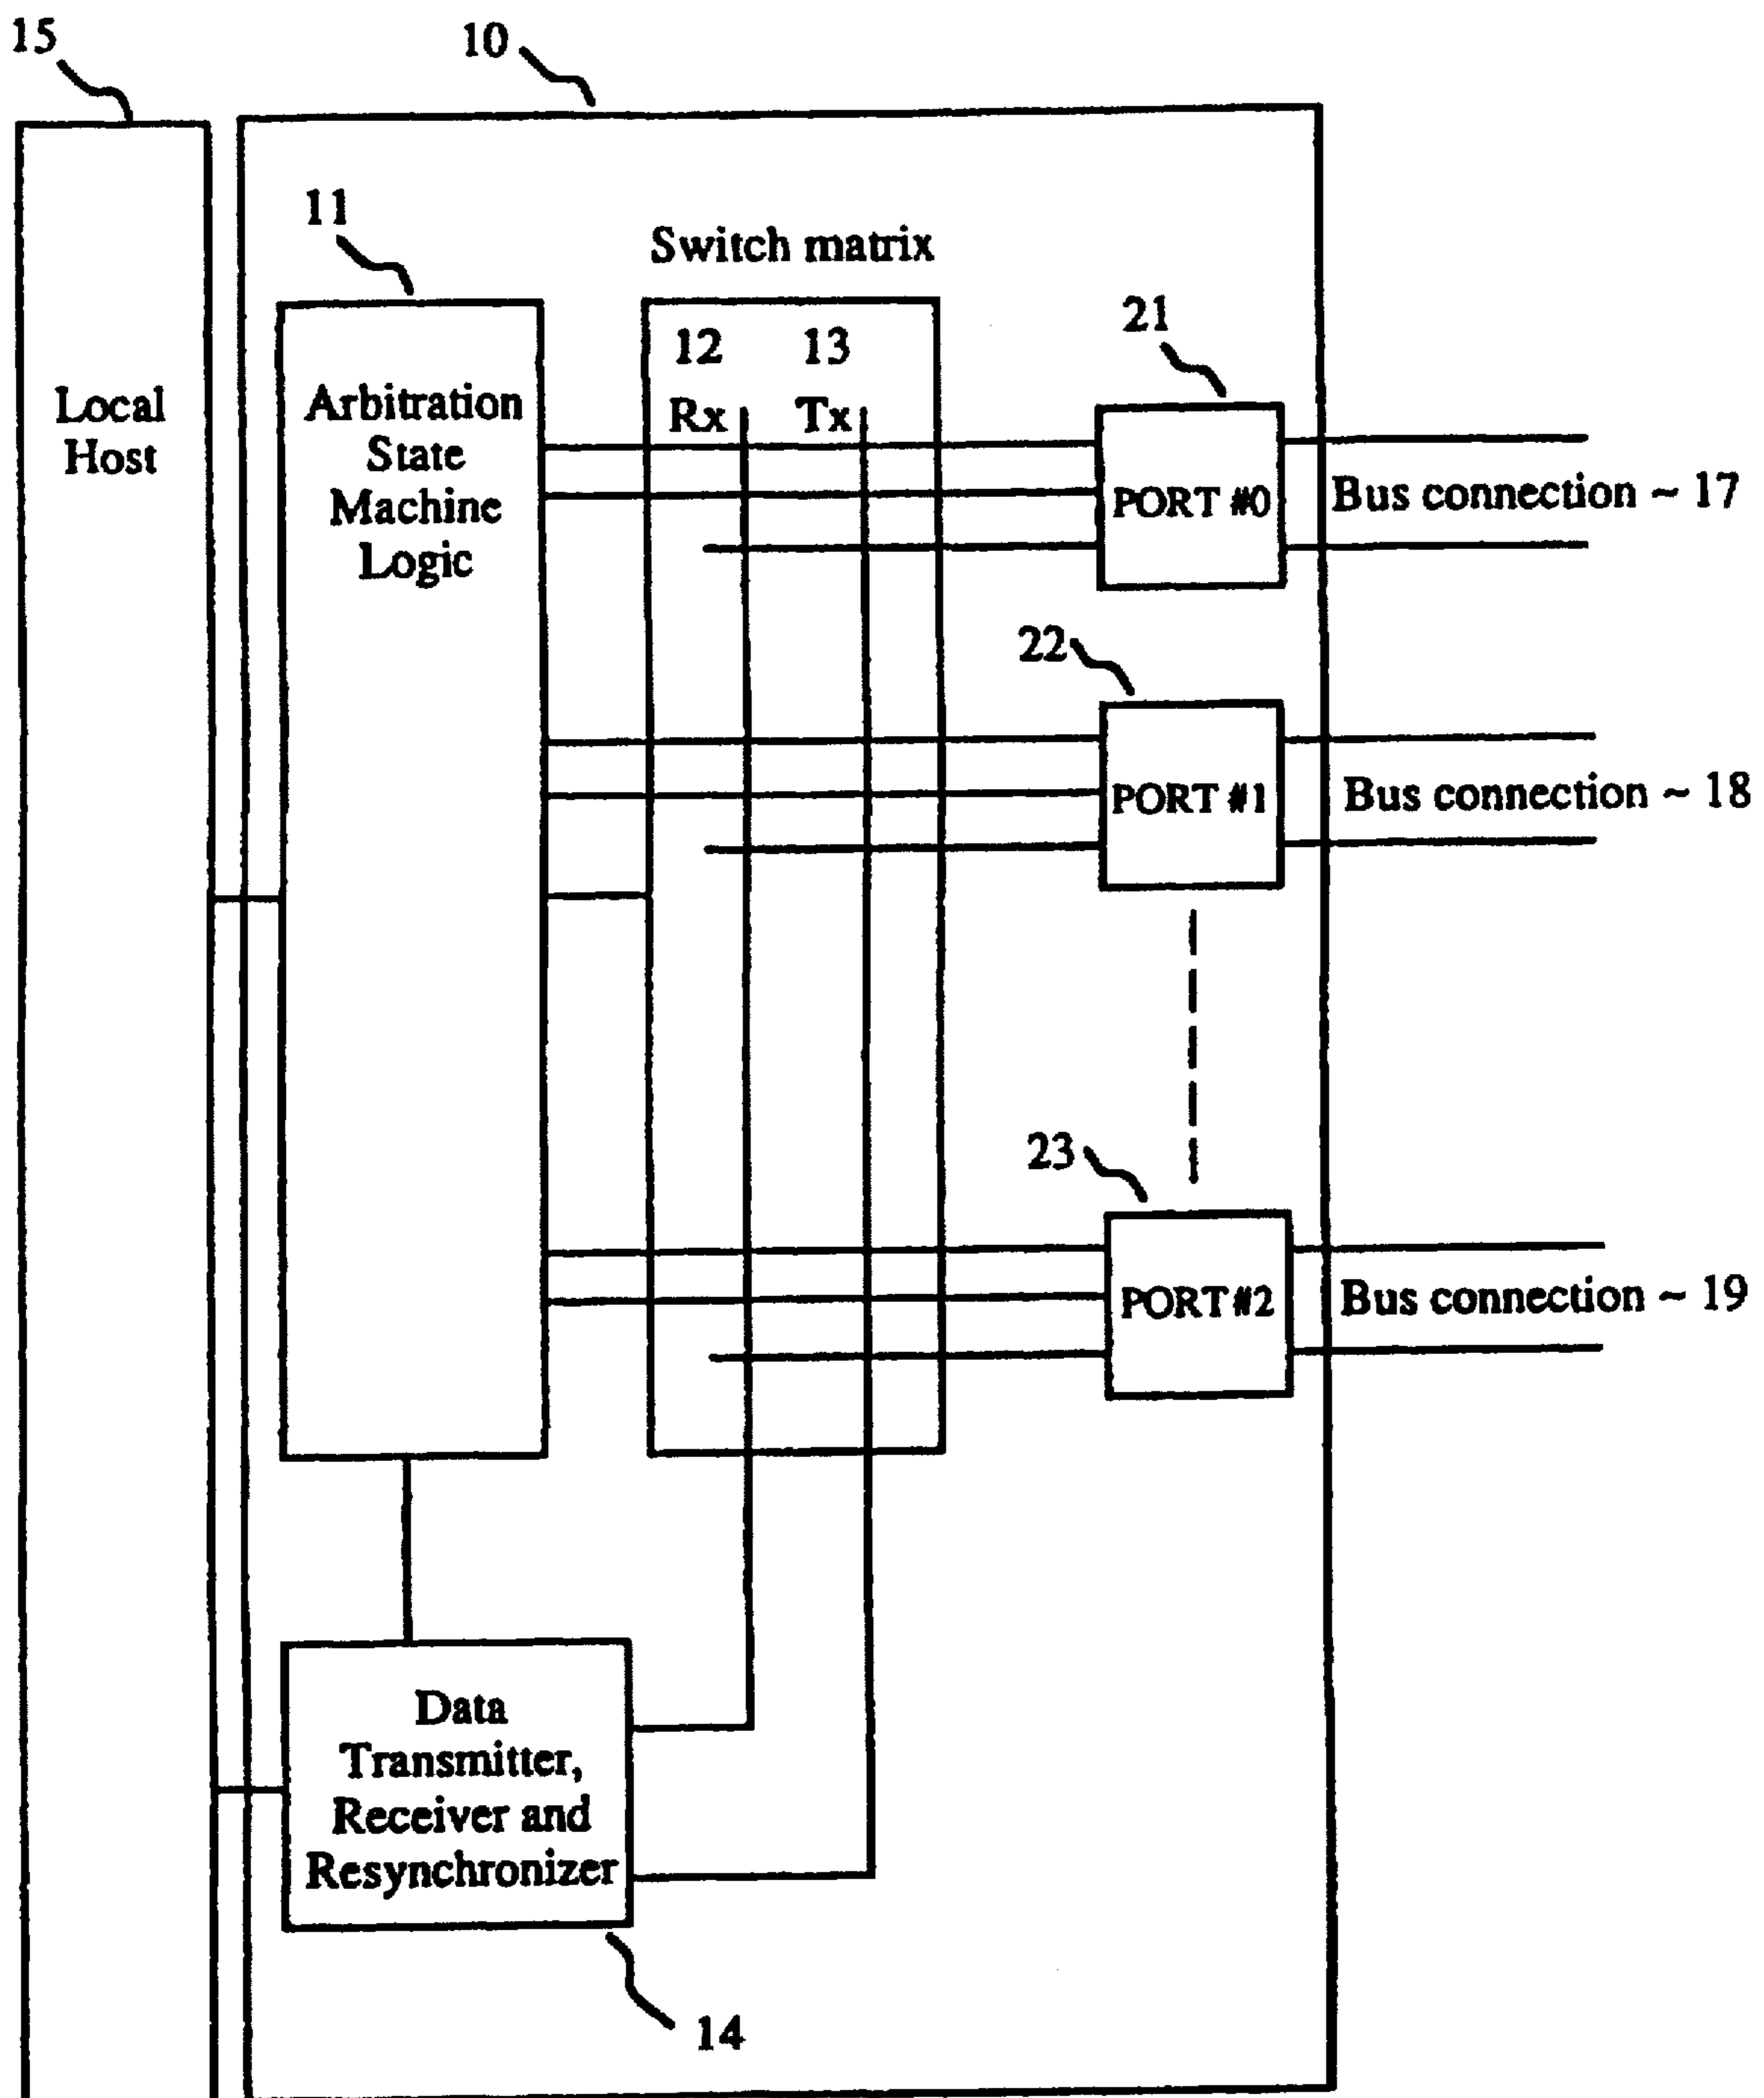 15
10
11
Switch matrix
12 13
Rx Tx
21
Local
Host
Arbitration
State
Machine
Logic
PORT #0
Bus connection ~ 17
22
PORT #1
Bus connection ~ 18
23
PORT #2
Bus connection ~ 19
Data
Transmitter,
Receiver and
Resynchronizer
14